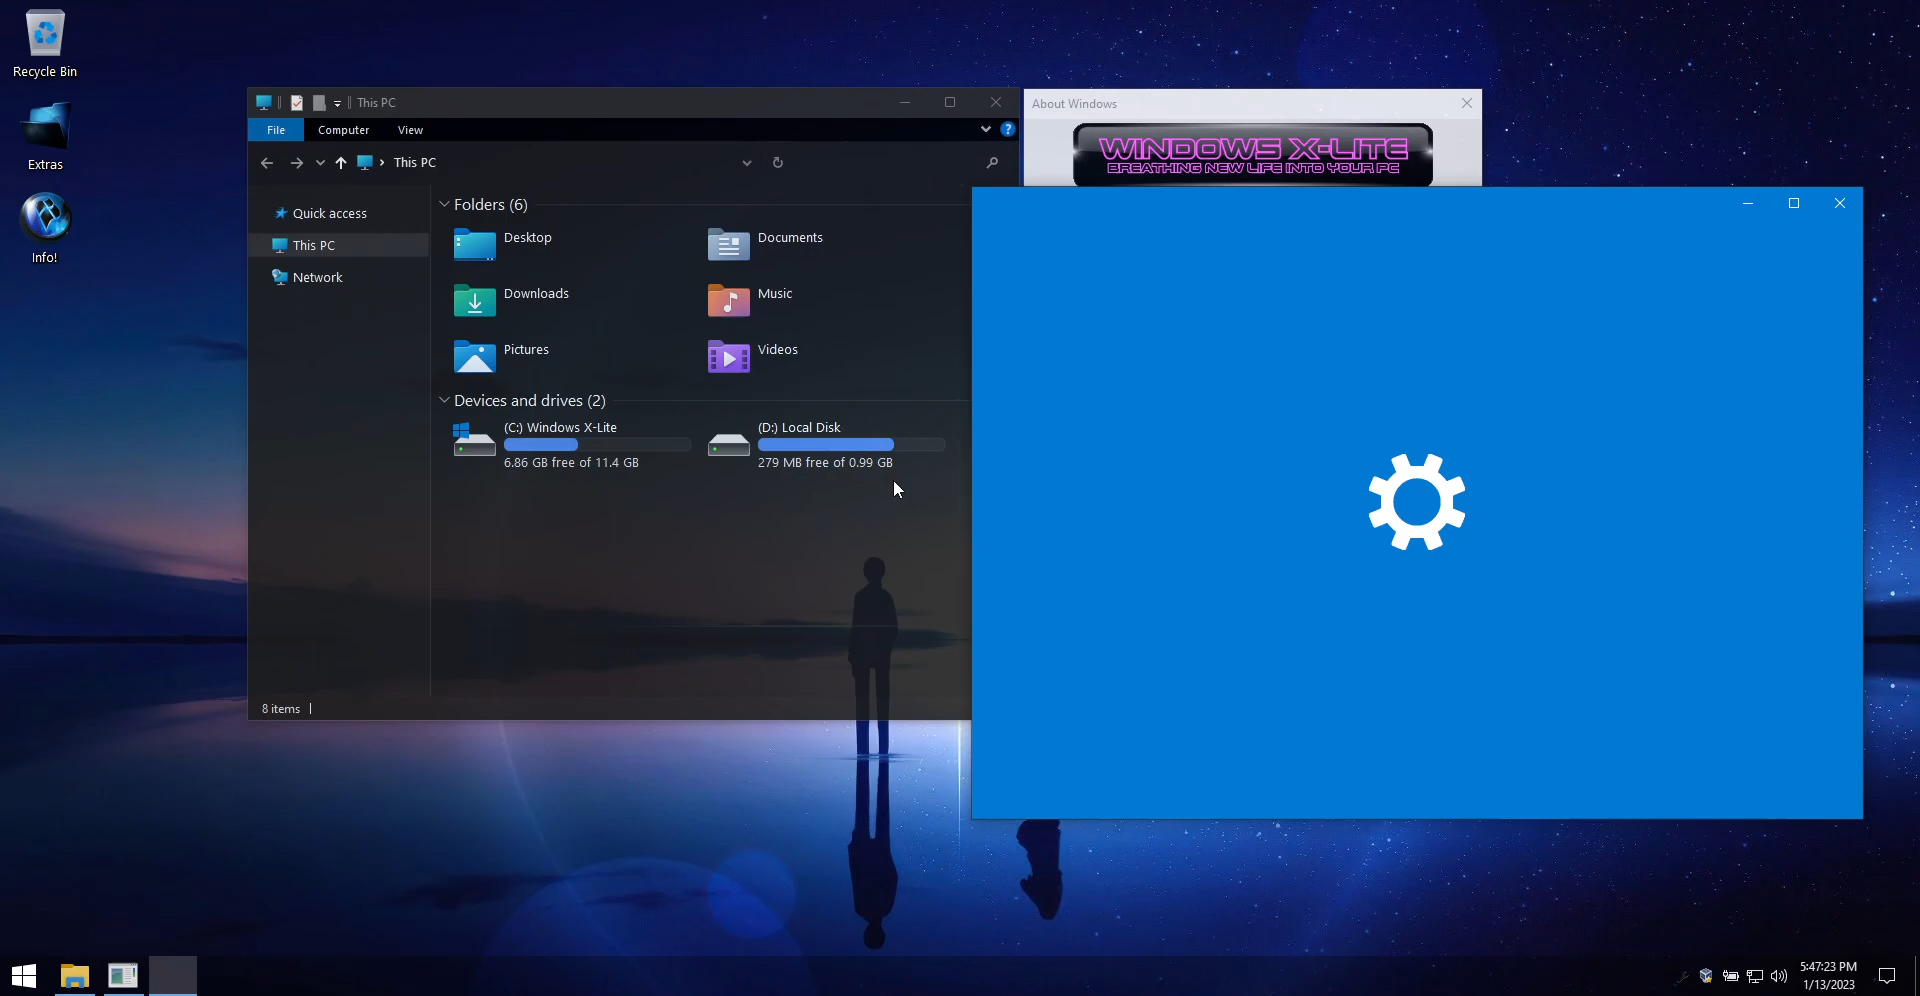 Recycle Bin
Extras
Info!
This PC
File Computer View
This PC
Quick access
This PC
Network
Folders (6)
Desktop
Documents
Downloads
Music
Pictures
Videos
Devices and drives (2)
(C:) Windows X-Lite
6.86 GB free of 11.4 GB
(D:) Local Disk
279 MB free of 0.99 GB
8 items
About Windows
WINDOWS X-LITE
BREATHING NEW LIFE INTO YOUR PC
5:47:23 PM
1/13/2023